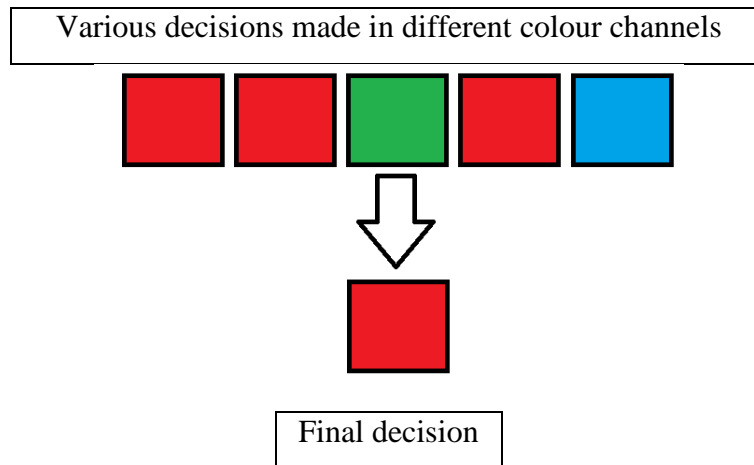 Various decisions made in different colour channels
Final decision